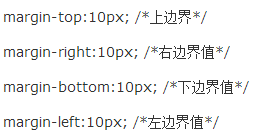 margin-top:10px; /*上边界*/
margin-right:10px; /*右边界值*/
margin-bottom:10px; /*下边界值*/
margin-left:10px; /*左边界值*/